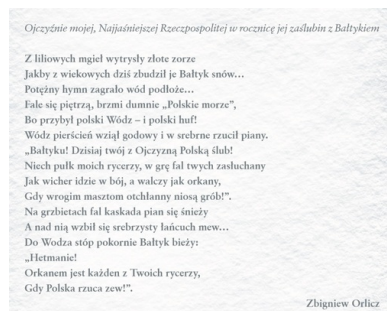 Ojczyźnie mojej, Najjaśniejszej Rzeczpospolitej w rocznicę jej zaślubin z Bałtykiem
Z liliowych mgieł wytrysły złote zorze
Jakby z wiekowych dziś zbudził je Bałtyk snów...
Potężny hymn zagrało wód podłoże...
Fale się piętrzą, brzmi dumnie „Polskie morze”,
Bo przybył polski Wódz – i polski huf!
Wódz pierścień wziął godowy i w srebrne rzucił piany.
„Bałtyku! Dzisiaj twój z Ojczyzną Polską ślub!
Niech pułk moich rycerzy, w grę fal twych zasłuchany
Jak wicher idzie w bój, a walczy jak orkany,
Gdy wrogim masztom otchłanny niosą grób!”.
Na grzbietach fal kaskada pian się śnieży
A nad nią wzbił się srebrzysty łańcuch mew...
Do Wodza stóp pokornie Bałtyk bieży:
„Hetmanie!
Orkanem jest każden z Twoich rycerzy,
Gdy Polska rzuca zew!”.
Zbigniew Orlicz